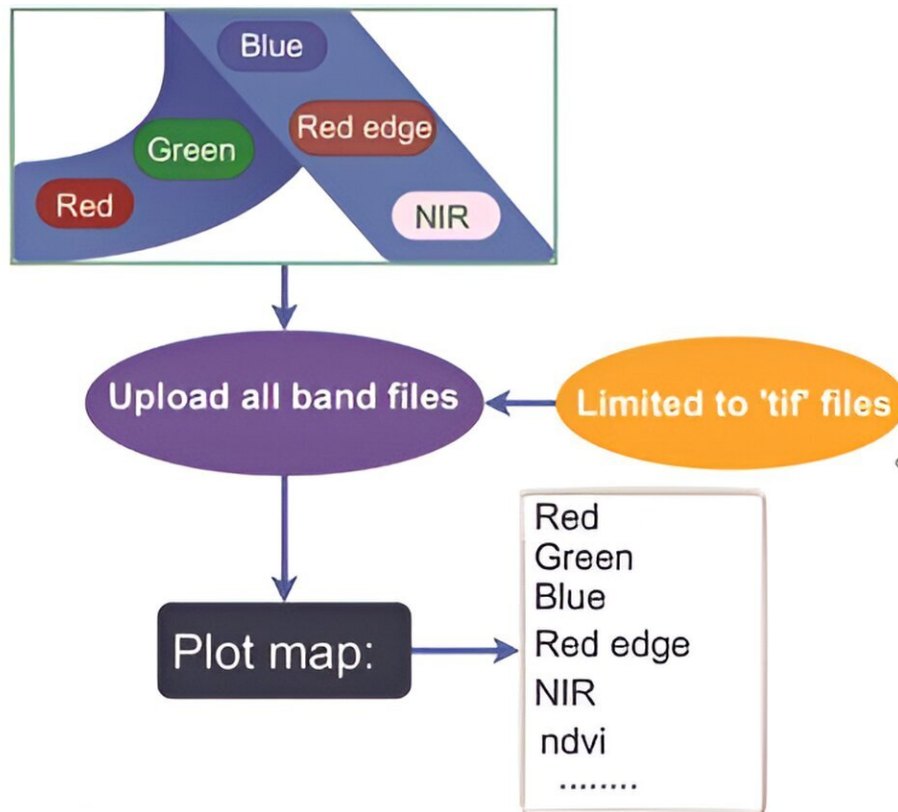 Blue
Red edge
Green
Red
NIR
Upload all band files
Limited to 'tif' files
Plot map:
Red
Green
Blue
Red edge
NIR
ndvi
........